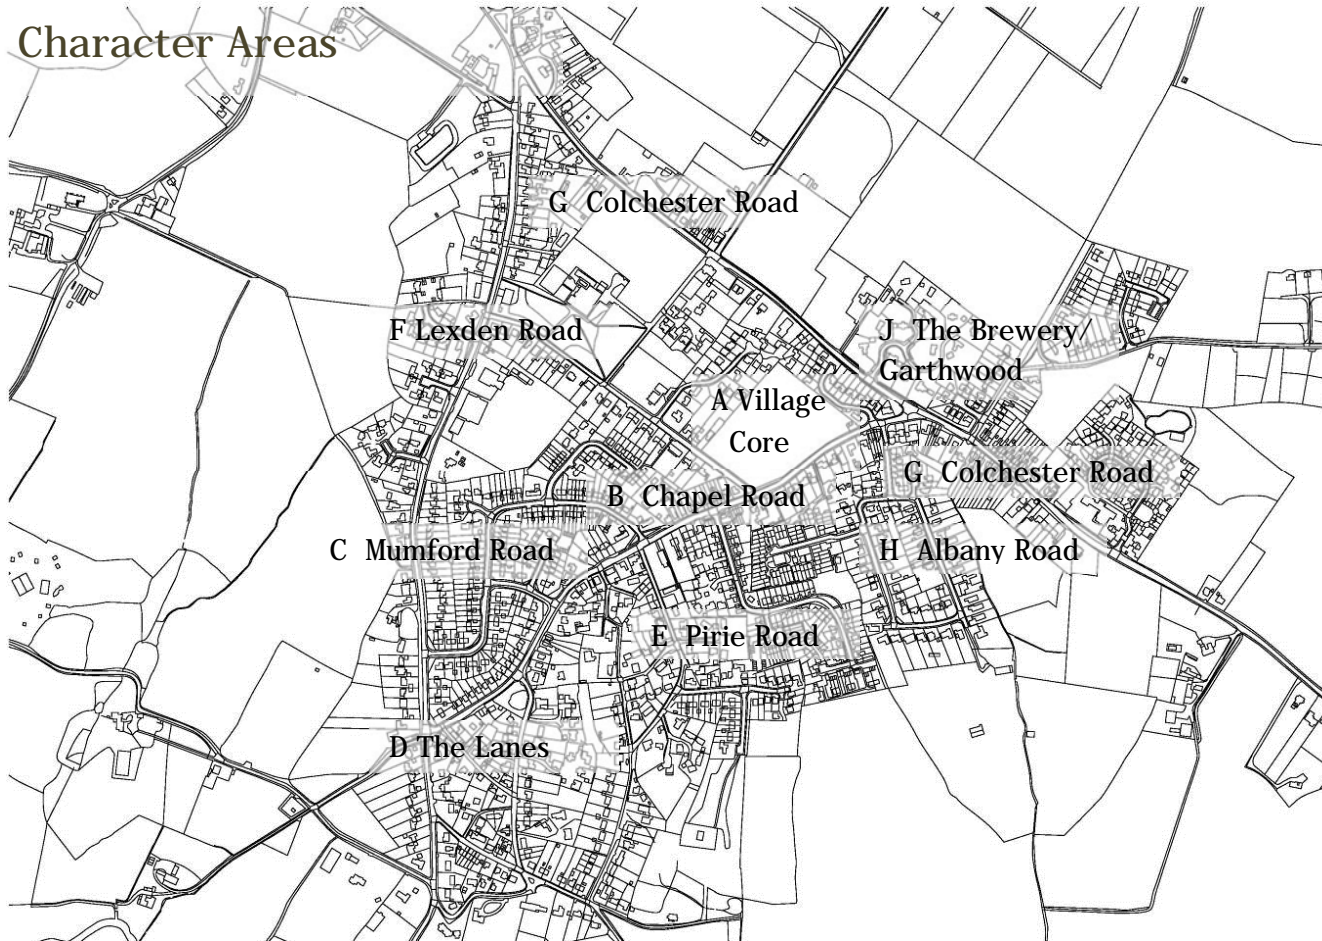 Character Areas
G Colchester Road
F Lexden Road
J The Brewery/
Garthwood
A Village
Core
G Colchester Road
B Chapel Road
C Mumford Road
H Albany Road
E Pirie Road
D The Lanes